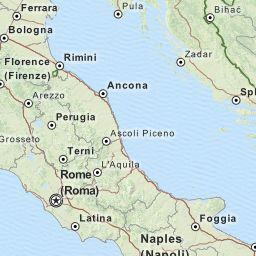 Ferrara
Pula
Bihać
Bologna
Rimini
Zadar
Florence
(Firenze)
Ancona
Arezzo
Perugia
Ascoli Piceno
Grosseto
Terni
L'Aquila
Rome
(Roma)
Latina
Foggia
Naples
(Napoli)